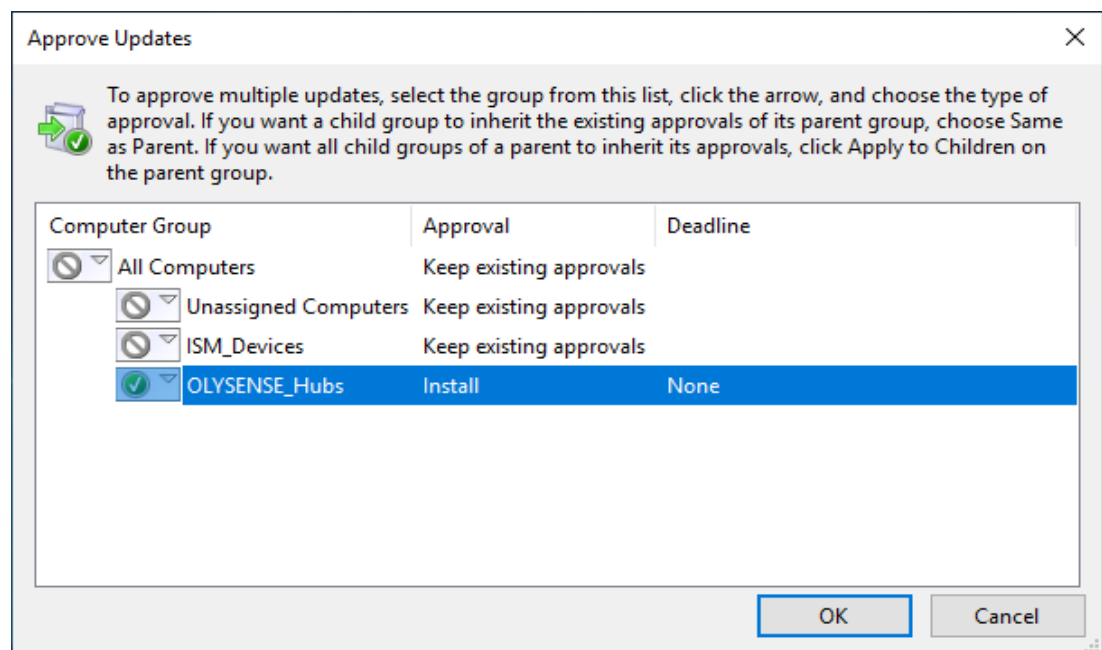 Approve Updates
To approve multiple updates, select the group from this list, click the arrow, and choose the type of
approval. If you want a child group to inherit the existing approvals of its parent group, choose Same
as Parent. If you want all child groups of a parent to inherit its approvals, click Apply to Children on
the parent group.
Computer Group Approval Deadline
All Computers Keep existing approvals
Unassigned Computers Keep existing approvals
ISM_Devices Keep existing approvals
OLYSENSE_Hubs Install None
OK Cancel